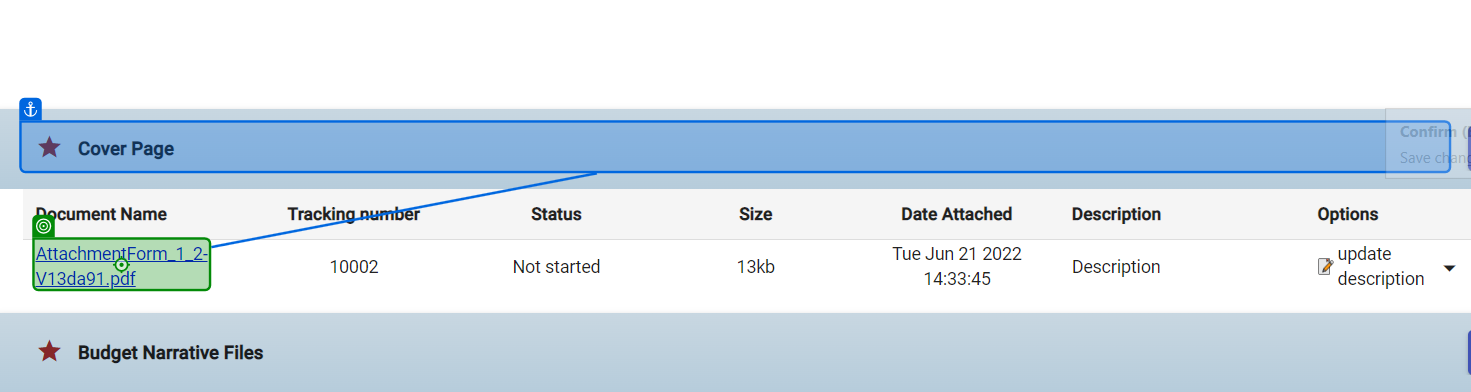 Confirm
Cover Page
Save
Document Name Tracking number Status Size Date Attached Description Options
AttachmentForm_1_2-
V13da91.pdf
10002 Not started 13kb
Tue Jun 21 2022
14:33:45
Description
update
description
Budget Narrative Files